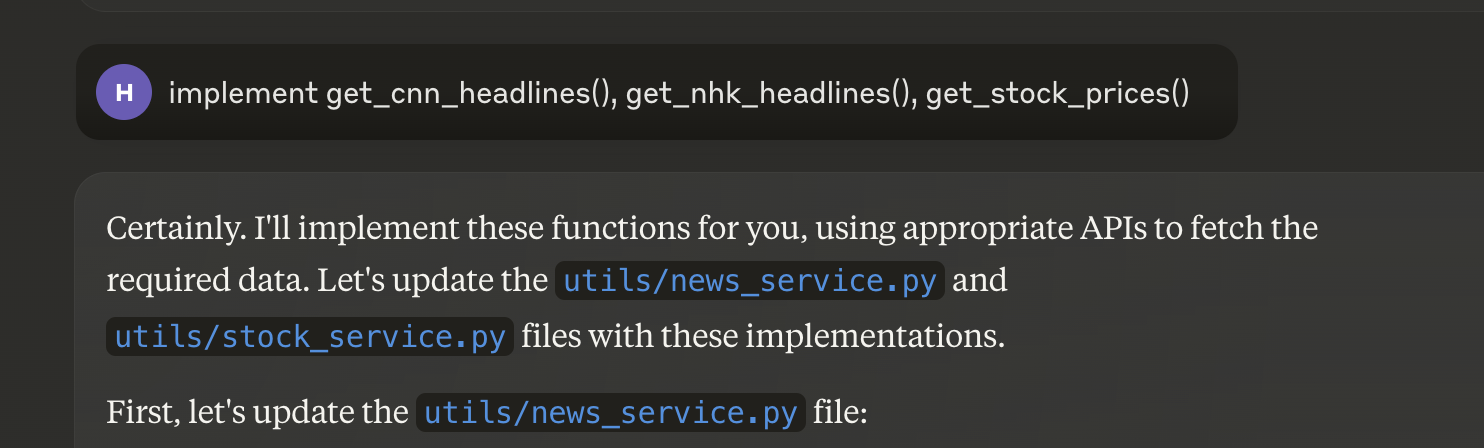 H implement get_cnn_headlines(), get_nhk_headlines(), get_stock_prices()
Certainly. I'll implement these functions for you, using appropriate APIs to fetch the
required data. Let's update the utils/news_service.py and
utils/stock_service.py files with these implementations.
First, let's update the utils/news_service.py file: